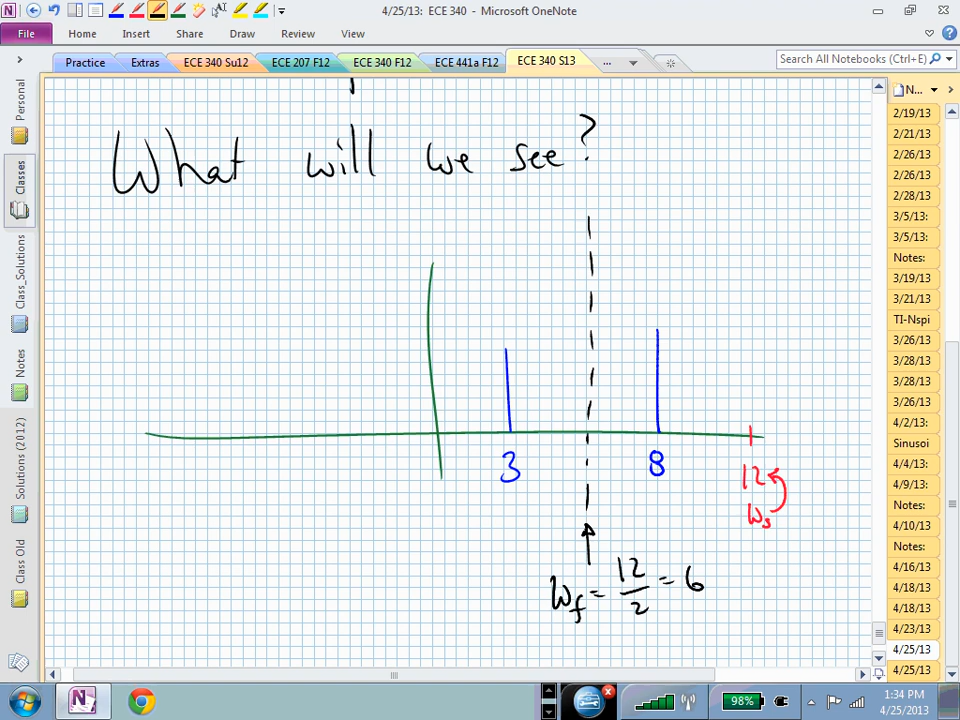 4/25/13: ECE 340 - Microsoft OneNote
File Home Insert Share Draw Review View
Practice Extras ECE 340 Su12 ECE 207 F12 ECE 340 F12 ECE 441a F12 ECE 340 S13 ... Search All Notebooks (Ctrl+E)
N...
Personal
Classes
Class_Solutions
Notes
Solutions (2012)
Class Old
What will we see?
3
8
12
Ws
Wf = 12/2 = 6
2/19/13
2/21/13
2/26/13
2/26/13
2/28/13
3/5/13:
3/5/13:
Notes:
3/19/13
3/21/13
TI-Nspi
3/26/13
3/28/13
3/28/13
3/26/13
4/2/13:
Sinusoi
4/4/13:
4/9/13:
Notes:
4/10/13
Notes:
4/16/13
4/18/13
4/18/13
4/23/13
4/25/13
4/25/13
98%
1:34 PM
4/25/2013